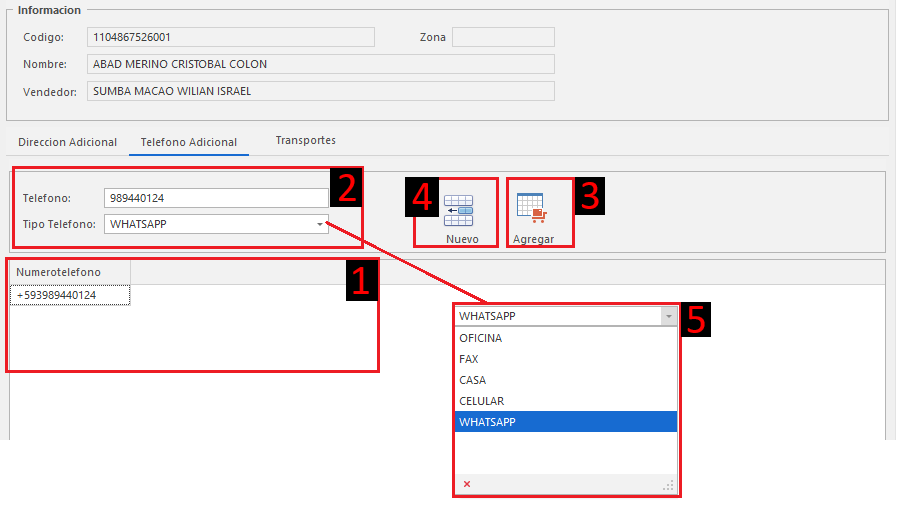 Informacion
Codigo: 1104867526001 Zona
Nombre: ABAD MERINO CRISTOBAL COLON
Vendedor: SUMBA MACAO WILIAN ISRAEL
Direccion Adicional Telefono Adicional Transportes
2
4
3
Telefono: 989440124
Tipo Telefono: WHATSAPP
Nuevo Agregar
Numerotelefono
1
+593989440124
5
WHATSAPP
OFICINA
FAX
CASA
CELULAR
WHATSAPP